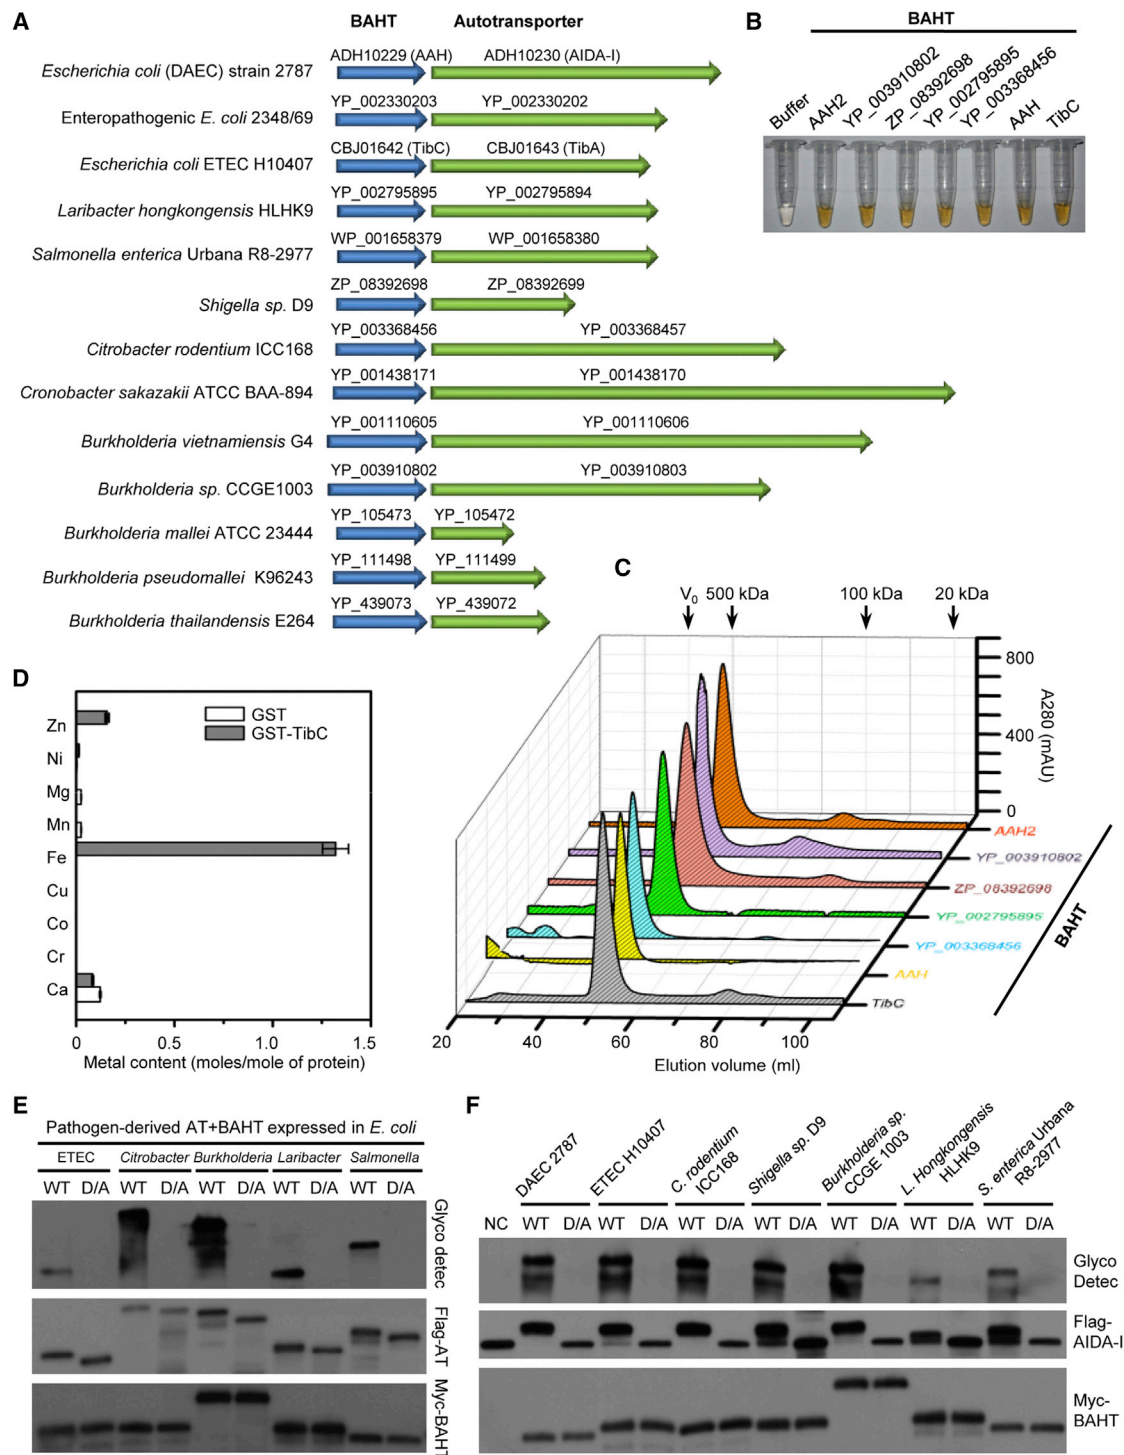 A
BAHT Autotransporter
Escherichia coli (DAEC) strain 2787 ADH10229 (AAH) ADH10230 (AIDA-I)
Enteropathogenic E. coli 2348/69 YP_002330203 YP_002330202
Escherichia coli ETEC H10407 CBJ01642 (TibC) CBJ01643 (TibA)
Laribacter hongkongensis HLHK9 YP_002795895 YP_002795894
Salmonella enterica Urbana R8-2977 WP_001658379 WP_001658380
Shigella sp. D9 ZP_08392698 ZP_08392699
Citrobacter rodentium ICC168 YP_003368456 YP_003368457
Cronobacter sakazakii ATCC BAA-894 YP_001438171 YP_001438170
Burkholderia vietnamiensis G4 YP_001110605 YP_001110606
Burkholderia sp. CCGE1003 YP_003910802 YP_003910803
Burkholderia mallei ATCC 23444 YP_105473 YP_105472
Burkholderia pseudomallei K96243 YP_111498 YP_111499
Burkholderia thailandensis E264 YP_439073 YP_439072
B
BAHT
Buffer
AAH2
YP_003910802
ZP_08392698
YP_002795895
YP_003368456
AAH
TibC
C
V0 500 kDa 100 kDa 20 kDa
800
400
0
A280 (mAU)
AAH2
YP_003910802
ZP_08392698
YP_002795895
YP_003368456
AAH
TibC
BAHT
20 40 60 80 100
Elution volume (ml)
D
GST
GST-TibC
Zn
Ni
Mg
Mn
Fe
Cu
Co
Cr
Ca
0 0.5 1.0 1.5
Metal content (moles/mole of protein)
E
Pathogen-derived AT+BAHT expressed in E. coli
ETEC Citrobacter Burkholderia Laribacter Salmonella
WT D/A WT D/A WT D/A WT D/A WT D/A
Glyco detec
Flag-AT
Myc-BAHT
F
DAEC 2787
ETEC H10407
C. rodentium
ICC168
Shigella sp. D9
Burkholderia sp.
CCGE 1003
L. Hongkongensis
HLHK9
S. enterica Urbana
R8-2977
NC WT D/A WT D/A WT D/A WT D/A WT D/A WT D/A WT D/A
Glyco
Detec
Flag-
AIDA-I
Myc-
BAHT